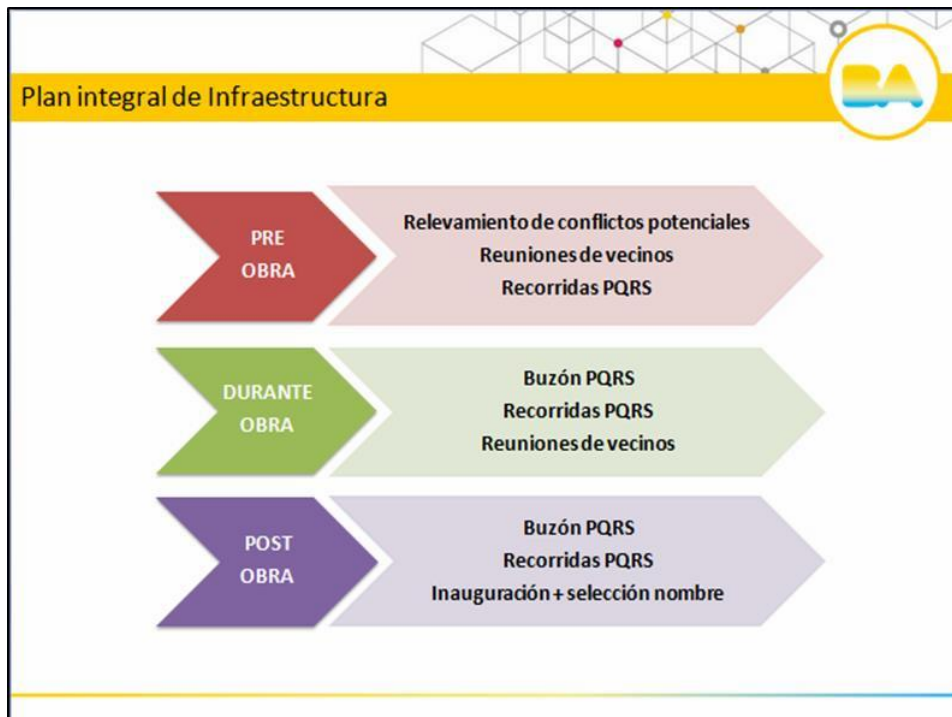 Plan integral de Infraestructura
BA
PRE
OBRA
Relevamiento de conflictos potenciales
Reuniones de vecinos
Recorridas PQRS
DURANTE
OBRA
Buzón PQRS
Recorridas PQRS
Reuniones de vecinos
POST
OBRA
Buzón PQRS
Recorridas PQRS
Inauguración + selección nombre